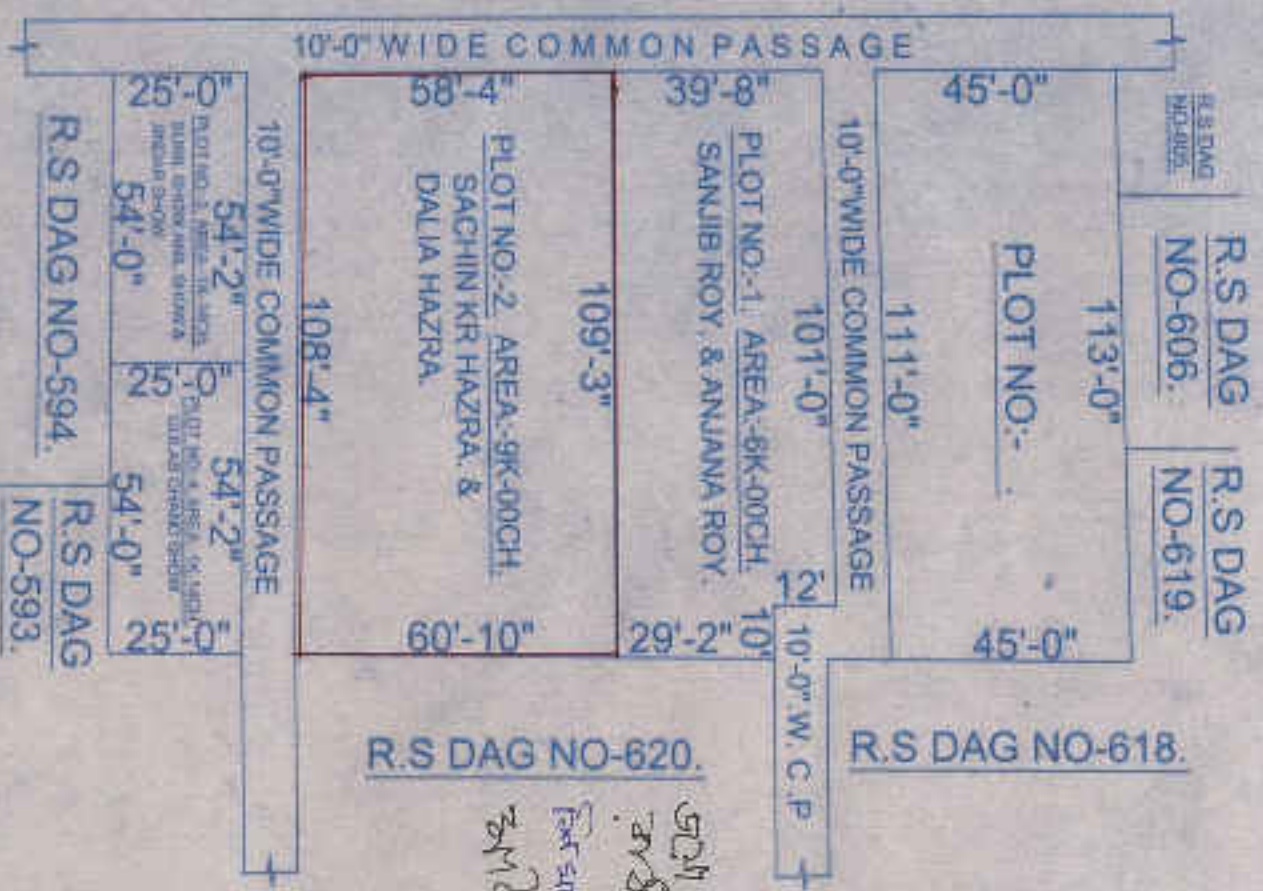 10'-0" WIDE COMMON PASSAGE
R.S DAG
NO-605.
R.S DAG
NO-606.
R.S DAG
NO-619.
45'-0"
113'-0"
PLOT NO:-
111'-0"
45'-0"
10'-0"WIDE COMMON PASSAGE
39'-8"
101'-0"
PLOT NO:-1, AREA:-6K-00CH.
SANJIB ROY, & ANJANA ROY.
12'
10'
29'-2"
10'-0".W. C .P
58'-4"
109'-3"
PLOT NO:-2, AREA:-9K-00CH.
SACHIN KR HAZRA. &
DALIA HAZRA.
108'-4"
60'-10"
10'-0"WIDE COMMON PASSAGE
25'-0"
54'-2"
54'-0"
25'-0"
54'-2"
54'-0"
25'-0"
R.S DAG NO-594.
R.S DAG
NO-593.
R.S DAG NO-620.
R.S DAG NO-618.